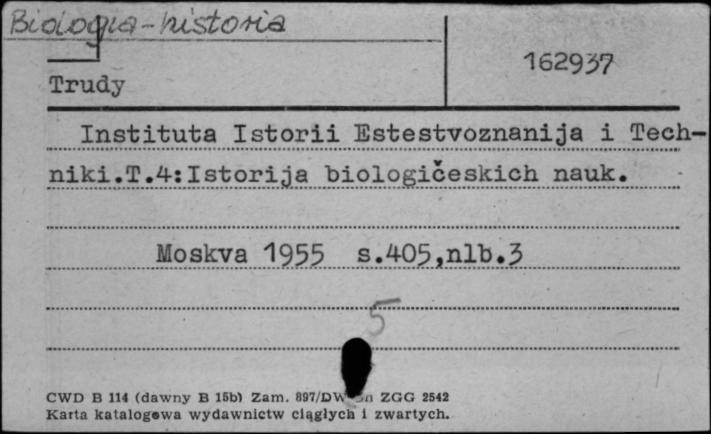 Biologia-historia
162937
Trudy
Instituta Istorii Estestvoznanija i Tech-
niki.T.4:Istorija biologičeskich nauk.
Moskva 1955 s.405,nlb.3
5
CWD B 114 (dawny B 15b) Zam. 897/DW ZGG 2542
Karta katalogowa wydawnictw ciągłych i zwartych.